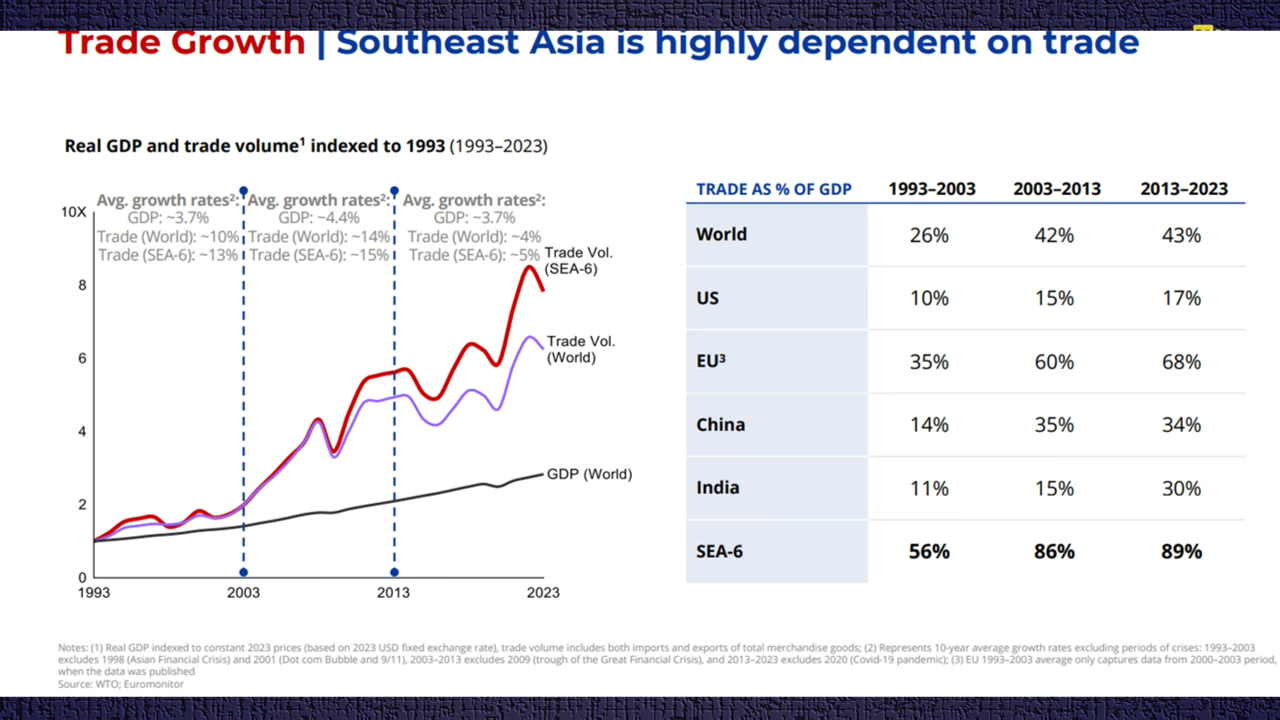 Trade Growth | Southeast Asia is highly dependent on trade
Real GDP and trade volume¹ indexed to 1993 (1993–2023)
Avg. growth rates²:
GDP: ~3.7%
Trade (World): ~10%
Trade (SEA-6): ~13%
Avg. growth rates²:
GDP: ~4.4%
Trade (World): ~14%
Trade (SEA-6): ~15%
Avg. growth rates²:
GDP: ~3.7%
Trade (World): ~4%
Trade (SEA-6): ~5%
10X
8
6
4
2
0
1993
2003
2013
2023
Trade Vol.
(SEA-6)
Trade Vol.
(World)
GDP (World)
TRADE AS % OF GDP 1993–2003 2003–2013 2013–2023
World 26% 42% 43%
US 10% 15% 17%
EU³ 35% 60% 68%
China 14% 35% 34%
India 11% 15% 30%
SEA-6 56% 86% 89%
Notes: (1) Real GDP indexed to constant 2023 prices (based on 2023 USD fixed exchange rate), trade volume includes both imports and exports of total merchandise goods; (2) Represents 10-year average growth rates excluding periods of crises: 1993–2003
excludes 1998 (Asian Financial Crisis) and 2001 (Dot com Bubble and 9/11), 2003–2013 excludes 2009 (trough of the Great Financial Crisis), and 2013–2023 excludes 2020 (Covid-19 pandemic); (3) EU 1993–2003 average only captures data from 2000–2003 period,
when the data was published
Source: WTO; Euromonitor